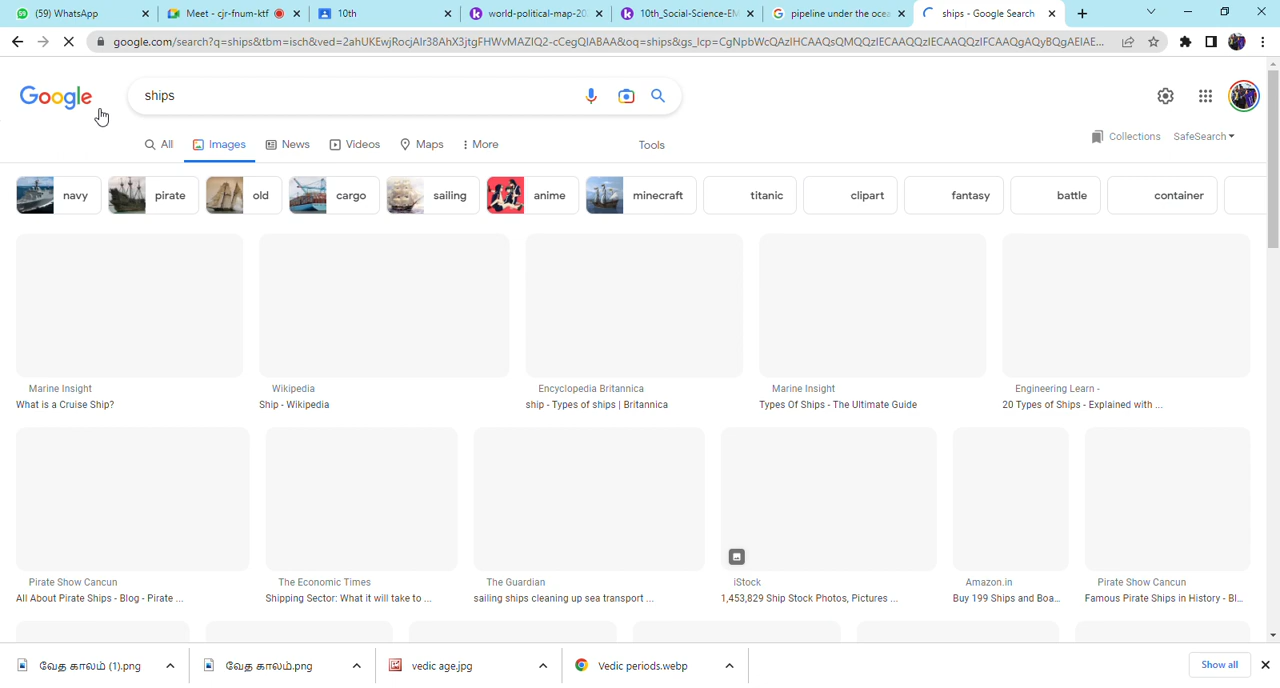 (59) WhatsApp
Meet - cjr-fnum-ktf
10th
world-political-map-20
10th_Social-Science-EM
pipeline under the ocea
ships - Google Search
google.com/search?q=ships&tbm=isch&ved=2ahUKEwjRocjAlr38AhX3jtgFHWvMAZIQ2-cCegQIABAA&oq=ships&gs_lcp=CgNpbWcQAzIHCAAQsQMQQzIECAAQQzIECAAQQzIFCAAQgAQyBQgAEIAE...
Google
ships
All
Images
News
Videos
Maps
More
Tools
Collections
SafeSearch
navy
pirate
old
cargo
sailing
anime
minecraft
titanic
clipart
fantasy
battle
container
Marine Insight
What is a Cruise Ship?
Wikipedia
Ship - Wikipedia
Encyclopedia Britannica
ship - Types of ships | Britannica
Marine Insight
Types Of Ships - The Ultimate Guide
Engineering Learn -
20 Types of Ships - Explained with ...
Pirate Show Cancun
All About Pirate Ships - Blog - Pirate ...
The Economic Times
Shipping Sector: What it will take to ...
The Guardian
sailing ships cleaning up sea transport ...
iStock
1,453,829 Ship Stock Photos, Pictures ...
Amazon.in
Buy 199 Ships and Boa...
Pirate Show Cancun
Famous Pirate Ships in History - Bl...
வேத காலம் (1).png
வேத காலம்.png
vedic age.jpg
Vedic periods.webp
Show all